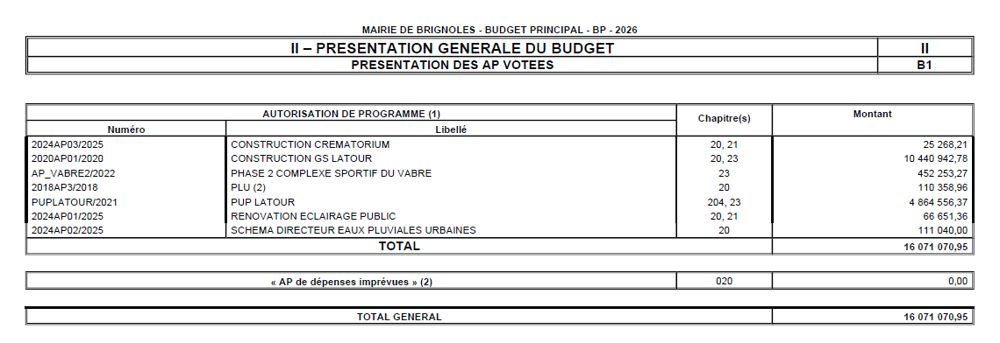 MAIRIE DE BRIGNOLES - BUDGET PRINCIPAL - BP - 2026
II – PRESENTATION GENERALE DU BUDGET II
PRESENTATION DES AP VOTEES B1
AUTORISATION DE PROGRAMME (1) Chapitre(s) Montant
Numéro Libellé
2024AP03/2025 CONSTRUCTION CREMATORIUM 20, 21 25 268,21
2020AP01/2020 CONSTRUCTION GS LATOUR 20, 23 10 440 942,78
AP_VABRE2/2022 PHASE 2 COMPLEXE SPORTIF DU VABRE 23 452 253,27
2018AP3/2018 PLU (2) 20 110 358,96
PUPLATOUR/2021 PUP LATOUR 204, 23 4 864 556,37
2024AP01/2025 RENOVATION ECLAIRAGE PUBLIC 20, 21 66 651,36
2024AP02/2025 SCHEMA DIRECTEUR EAUX PLUVIALES URBAINES 20 111 040,00
TOTAL 16 071 070,95
« AP de dépenses imprévues » (2) 020 0,00
TOTAL GENERAL 16 071 070,95